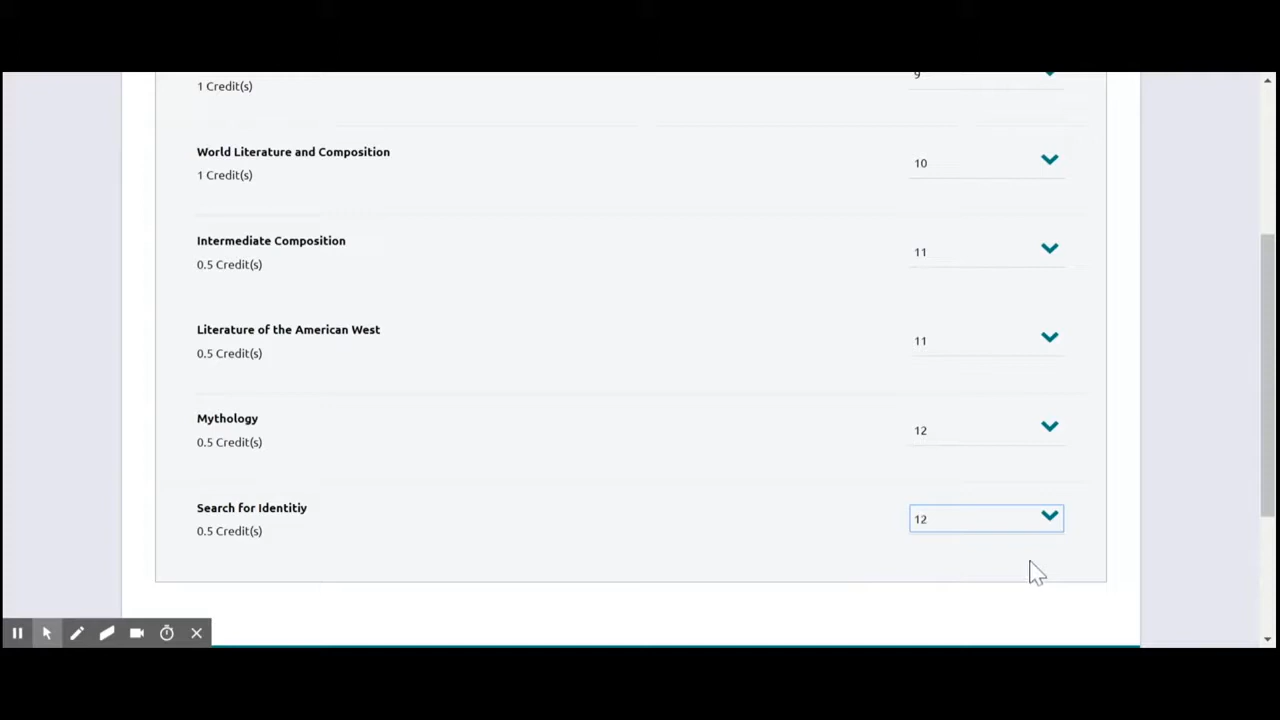 9
1 Credit(s)
World Literature and Composition
10
1 Credit(s)
Intermediate Composition
11
0.5 Credit(s)
Literature of the American West
11
0.5 Credit(s)
Mythology
12
0.5 Credit(s)
Search for Identitiy
12
0.5 Credit(s)